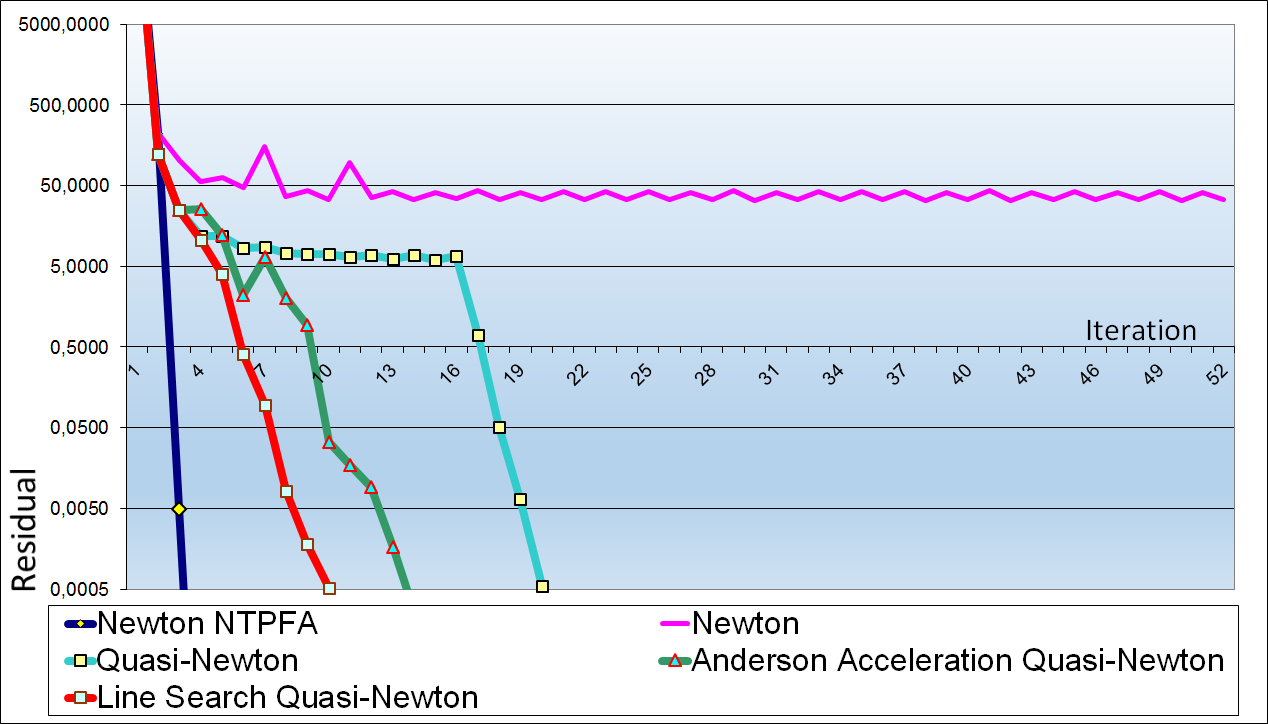 5000,0000
500,0000
50,0000
5,0000
0,5000
0,0500
0,0050
0,0005
Residual
Iteration
1 4 7 10 13 16 19 22 25 28 31 34 37 40 43 46 49 52
Newton NTPFA
Newton
Quasi-Newton
Anderson Acceleration Quasi-Newton
Line Search Quasi-Newton